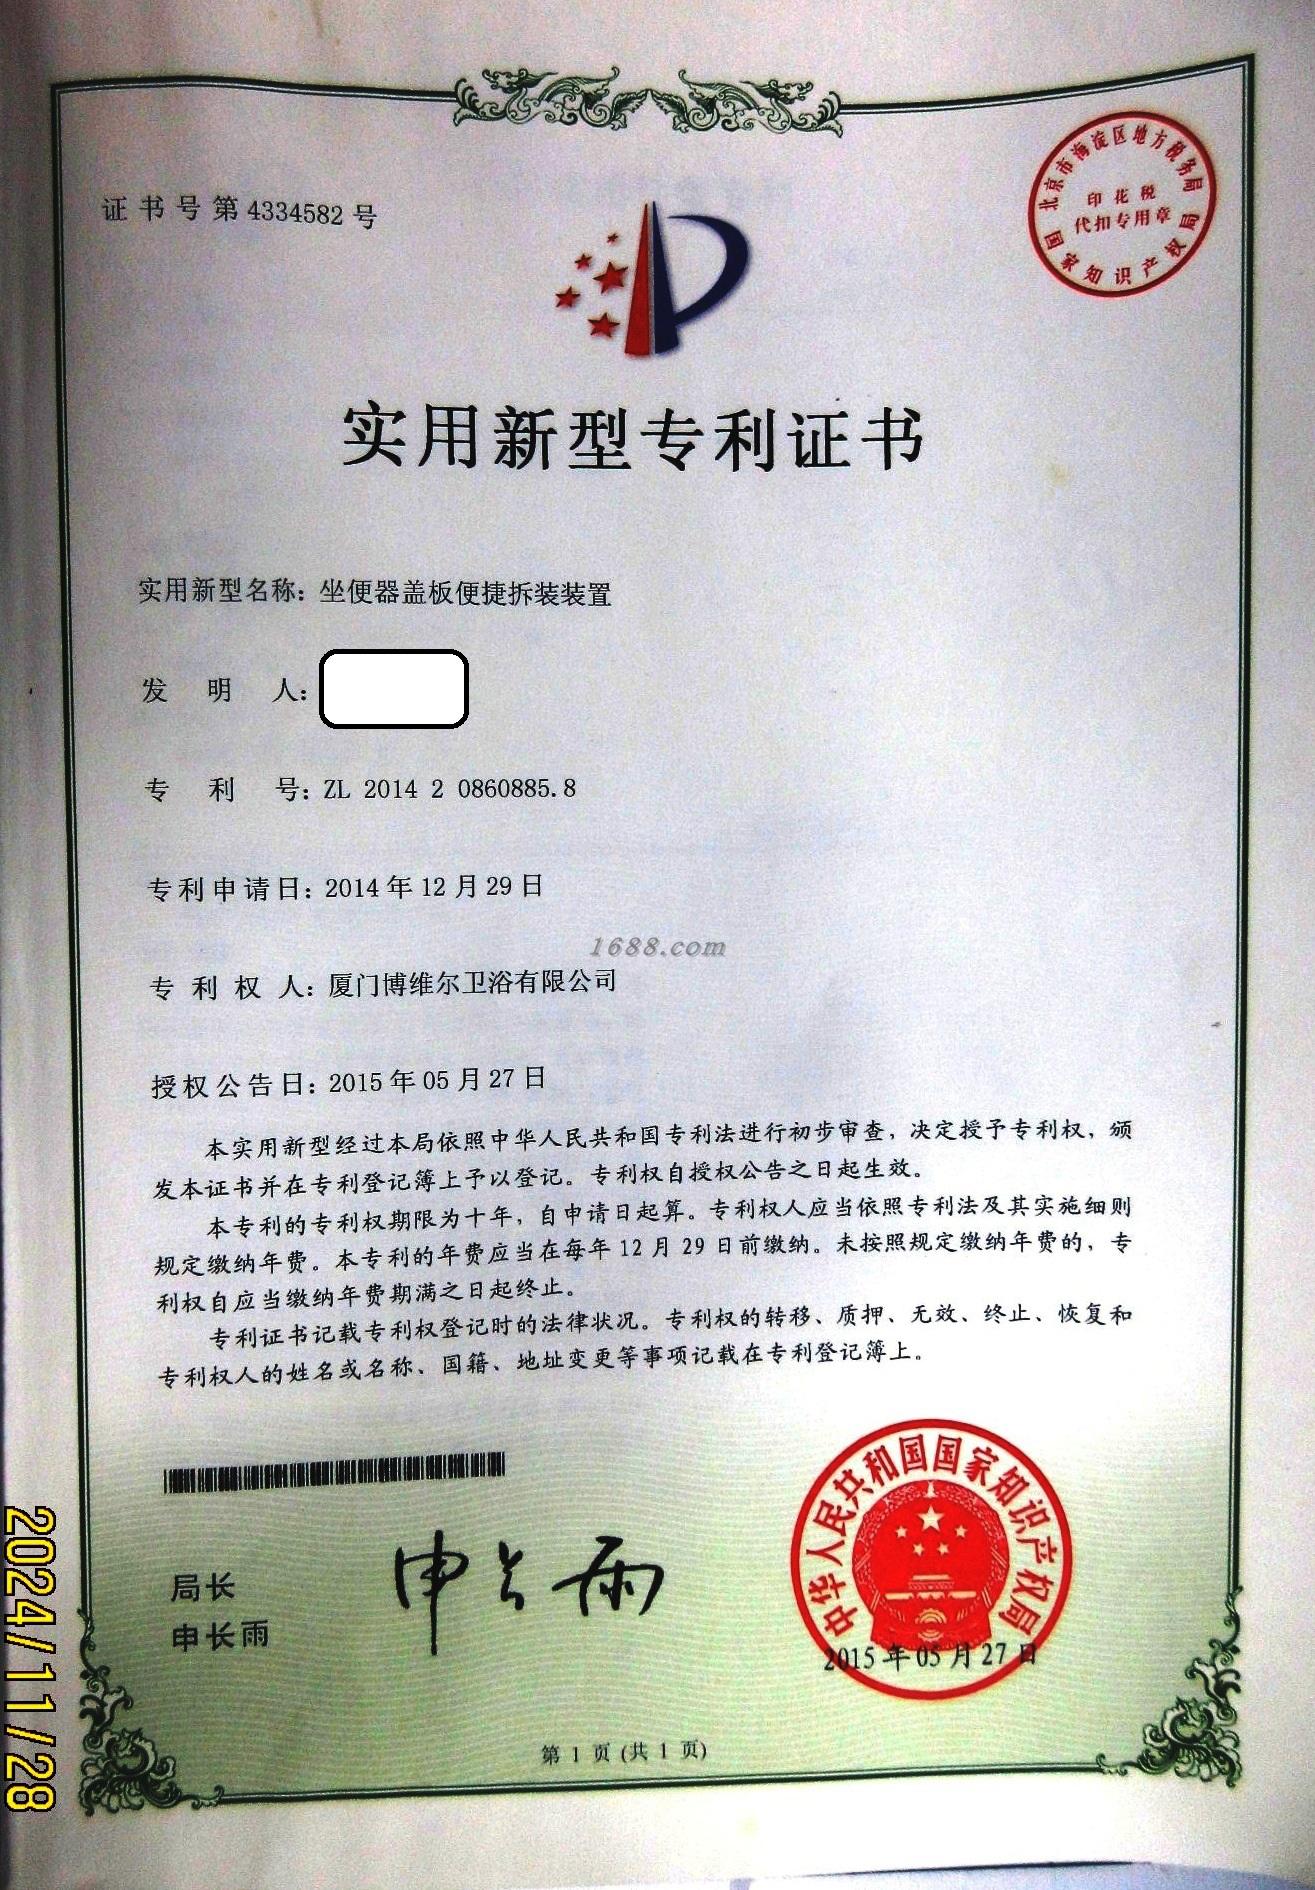 证书号第4334582号
北京市海淀区地方税务局
印花税
代扣专用章
国家知识产权局
实用新型专利证书
实用新型名称：坐便器盖板便捷拆装装置
发明人：
专利号：ZL 2014 2 0860885.8
专利申请日：2014年12月29日
1688.com
专利权人：厦门博维尔卫浴有限公司
授权公告日：2015年05月27日
本实用新型经过本局依照中华人民共和国专利法进行初步审查，决定授予专利权，颁
发本证书并在专利登记簿上予以登记。专利权自授权公告之日起生效。
本专利的专利权期限为十年，自申请日起算。专利权人应当依照专利法及其实施细则
规定缴纳年费。本专利的年费应当在每年12月29日前缴纳。未按照规定缴纳年费的，专
利权自应当缴纳年费期满之日起终止。
专利证书记载专利权登记时的法律状况。专利权的转移、质押、无效、终止、恢复和
专利权人的姓名或名称、国籍、地址变更等事项记载在专利登记簿上。
局长
申长雨
申长雨
中华人民共和国国家知识产权局
2015年05月27日
第1页(共1页)
2024/11/28